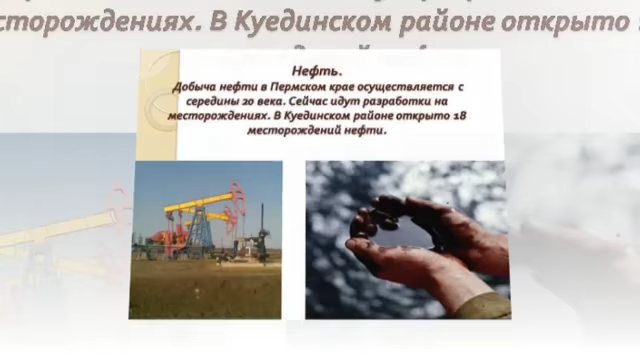 сторождениях. В Куединском районе открыто
Нефть.
Добыча нефти в Пермском крае осуществляется с
середины 20 века. Сейчас идут разработки на
месторождениях. В Куединском районе открыто 18
месторождений нефти.